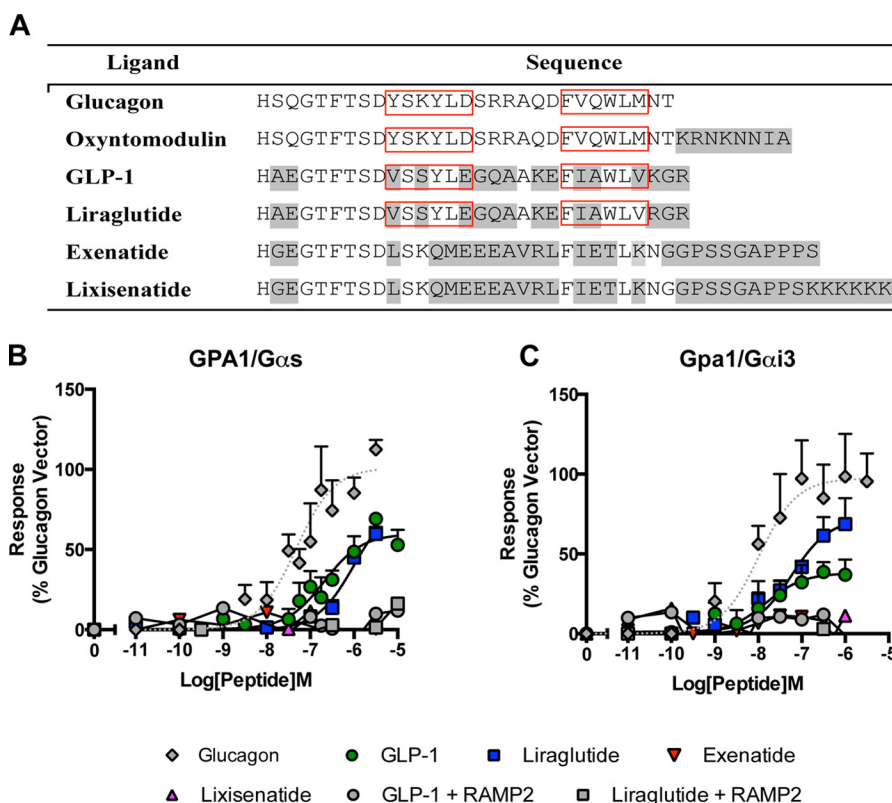 A
Ligand Sequence
Glucagon HSQGTFTSDYSKYLDSRRAQDFVQWLMNT
Oxyntomodulin HSQGTFTSDYSKYLDSRRAQDFVQWLMNTKRNKNNIA
GLP-1 HAEGTFTSDVSSYLEGQAAKEFIAWLVKGR
Liraglutide HAEGTFTSDVSSYLEGQAAKEFIAWLVRGR
Exenatide HGEGTFTSDLSKQMEEEAVRLFIETLKNGGPSSGAPPPS
Lixisenatide HGEGTFTSDLSKQMEEEAVRLFIETLKNGGPSSGAPPSKKKKKK
B GPA1/Gαs
Response
(% Glucagon Vector)
150
100
50
0
0 -11 -10 -9 -8 -7 -6 -5
Log[Peptide]M
C Gpa1/Gαi3
Response
(% Glucagon Vector)
150
100
50
0
0 -11 -10 -9 -8 -7 -6 -5
Log[Peptide]M
Glucagon GLP-1 Liraglutide Exenatide
Lixisenatide GLP-1 + RAMP2 Liraglutide + RAMP2